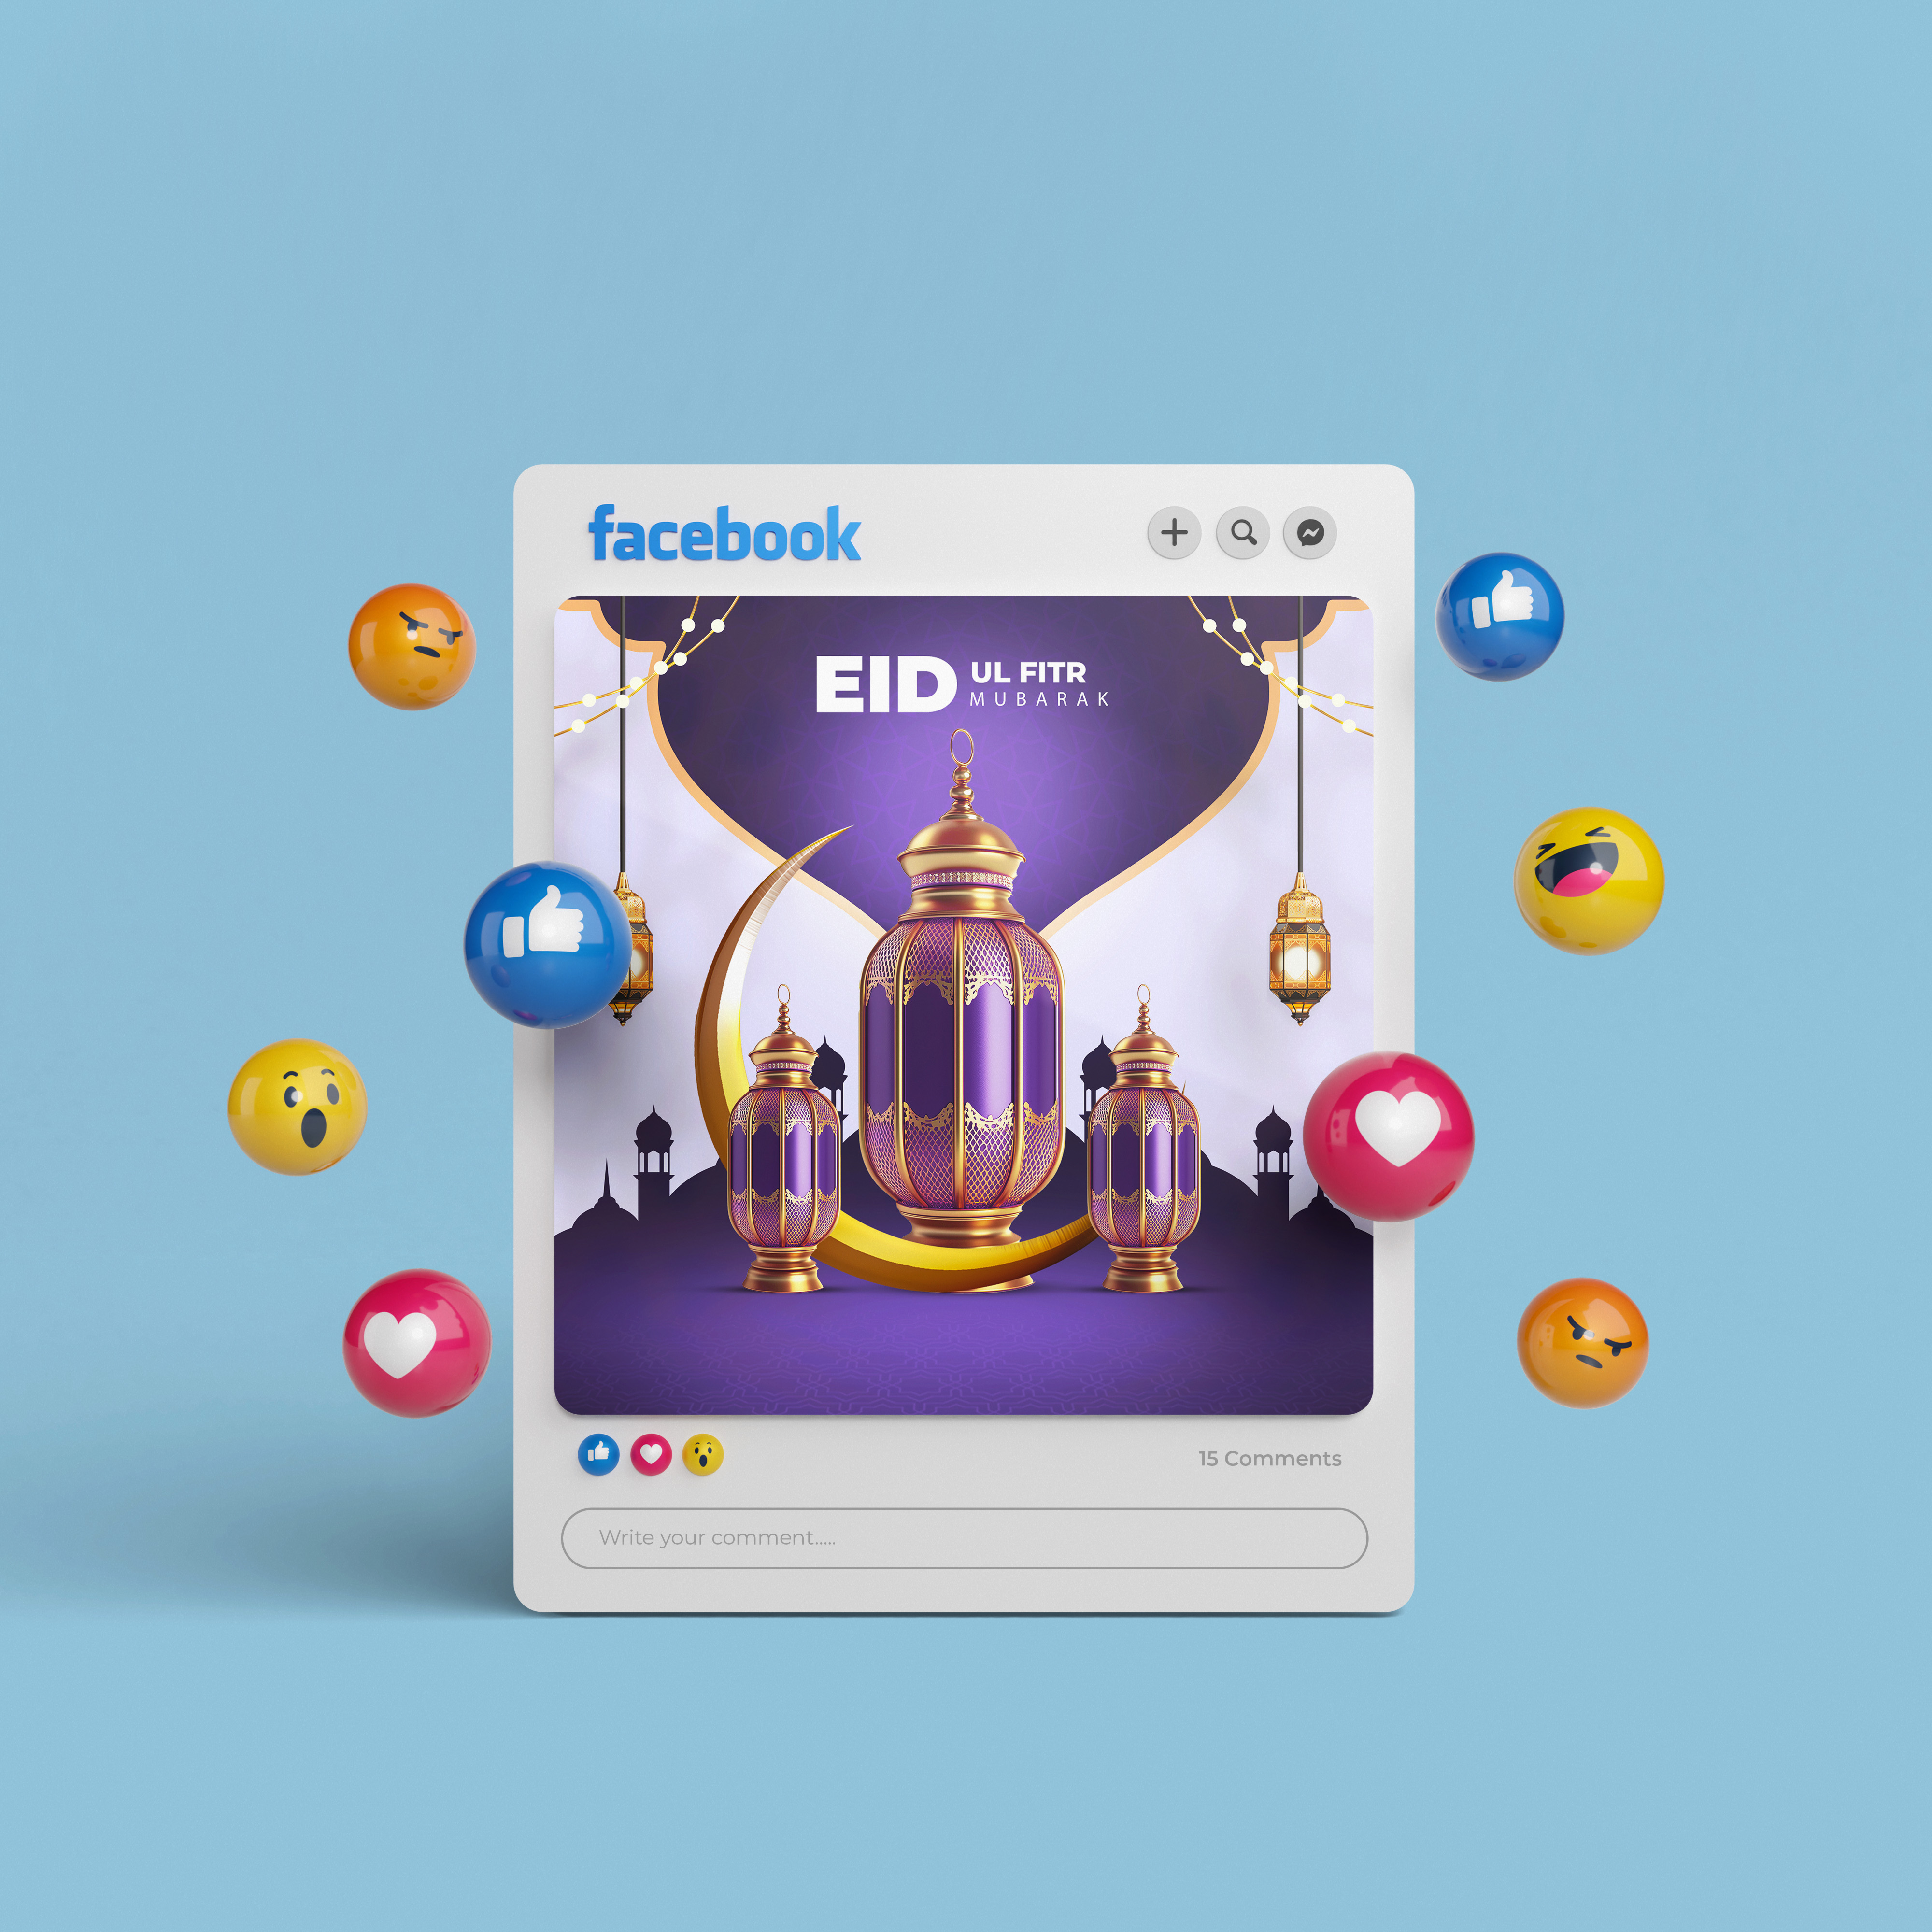 facebook
EID UL FITR
MUBARAK
15 Comments
Write your comment.....